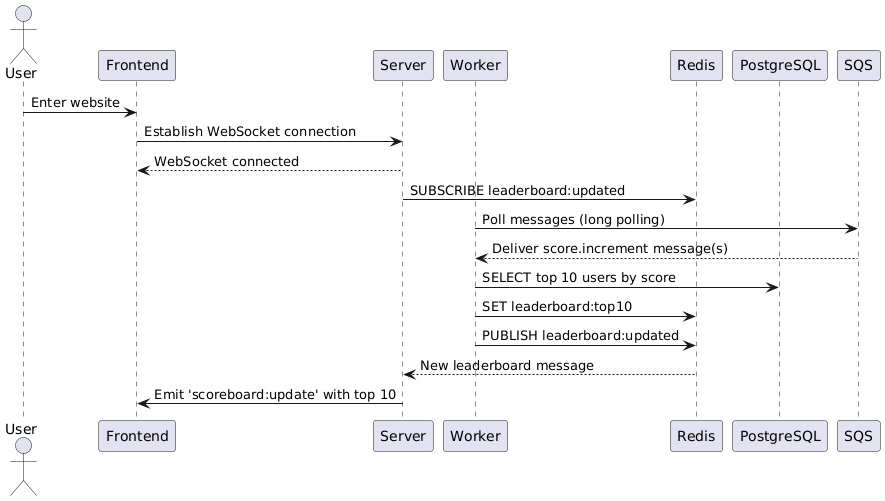 User
Frontend
Server
Worker
Redis
PostgreSQL
SQS
Enter website
Establish WebSocket connection
WebSocket connected
SUBSCRIBE leaderboard:updated
Poll messages (long polling)
Deliver score.increment message(s)
SELECT top 10 users by score
SET leaderboard:top10
PUBLISH leaderboard:updated
New leaderboard message
Emit 'scoreboard:update' with top 10
User
Frontend
Server
Worker
Redis
PostgreSQL
SQS